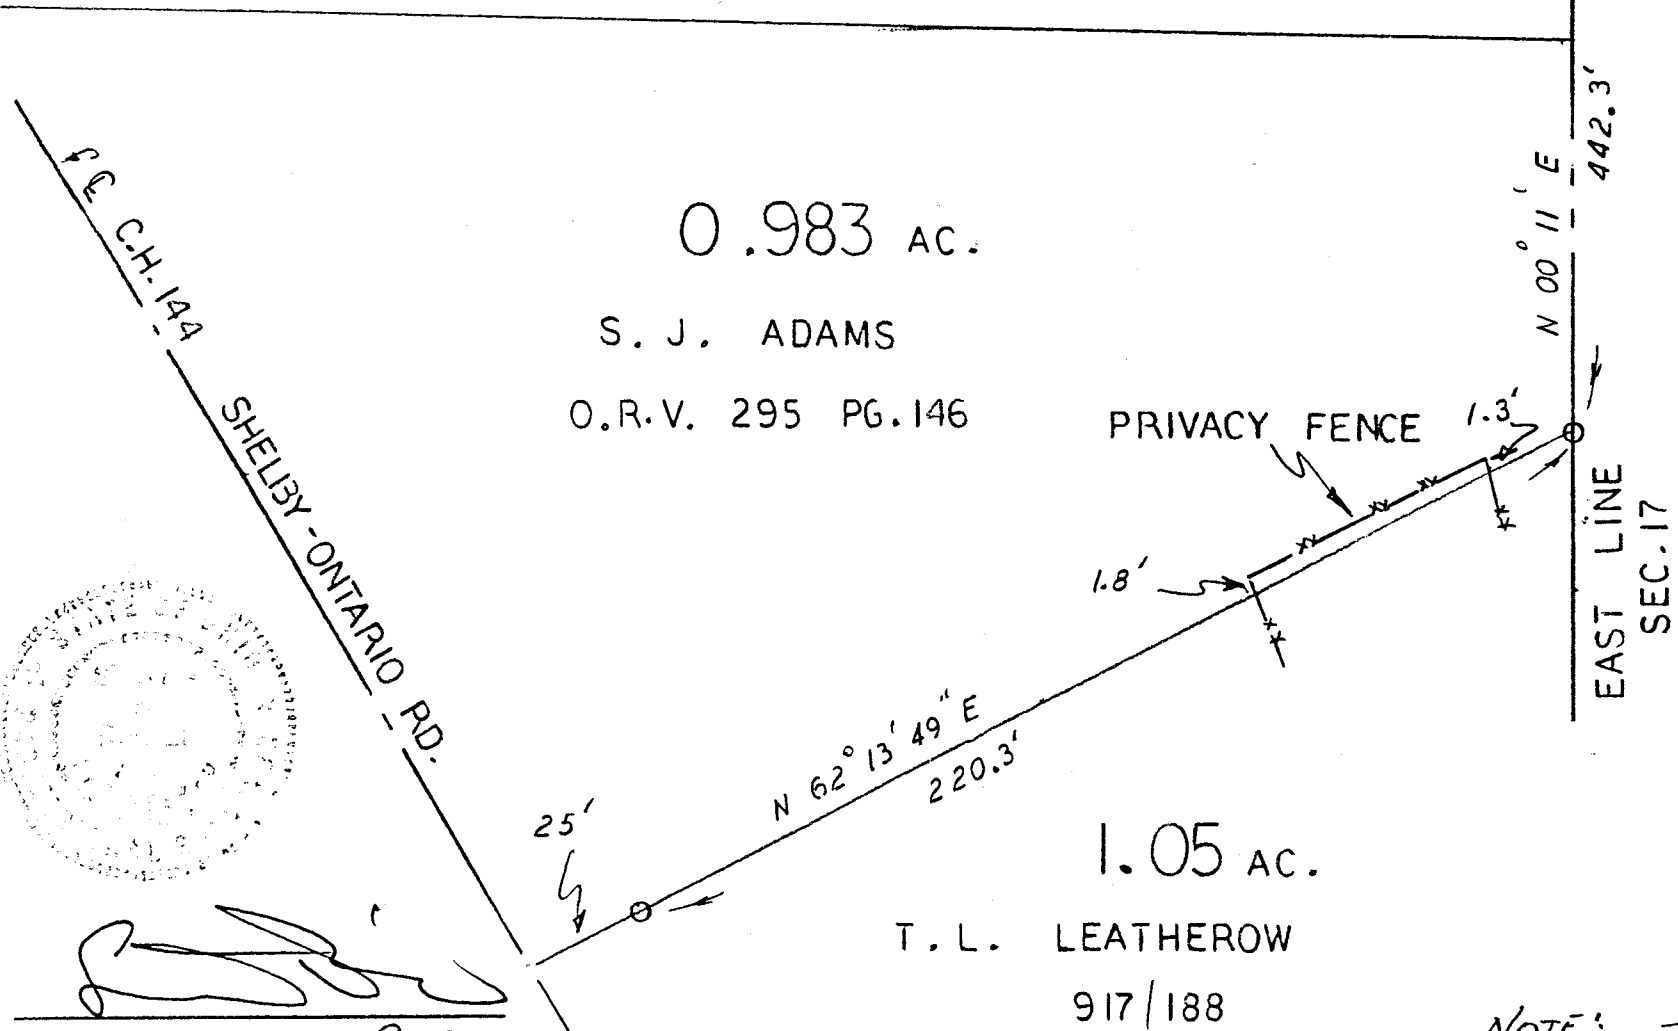 442.3'
N 00° 11' E
℄ C.H. 144
SHELBY-ONTARIO RD.
0.983 AC.
S. J. ADAMS
O.R.V. 295 PG. 146
PRIVACY FENCE
1.3'
1.8'
EAST LINE
SEC. 17
N 62° 13' 49" E
220.3'
25'
1.05 AC.
T. L. LEATHEROW
917/188
NOTE: